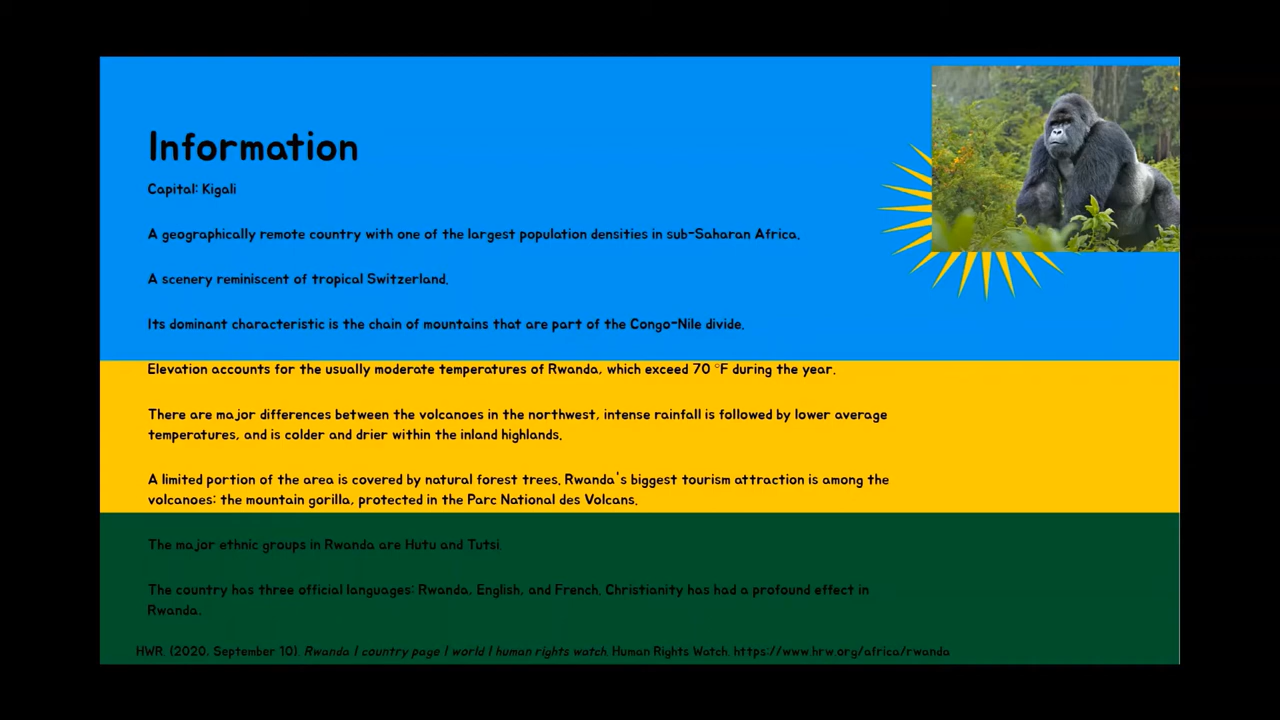 Information
Capital: Kigali
A geographically remote country with one of the largest population densities in sub-Saharan Africa.
A scenery reminiscent of tropical Switzerland.
Its dominant characteristic is the chain of mountains that are part of the Congo-Nile divide.
Elevation accounts for the usually moderate temperatures of Rwanda, which exceed 70 °F during the year.
There are major differences between the volcanoes in the northwest, intense rainfall is followed by lower average
temperatures, and is colder and drier within the inland highlands.
A limited portion of the area is covered by natural forest trees. Rwanda's biggest tourism attraction is among the
volcanoes: the mountain gorilla, protected in the Parc National des Volcans.
The major ethnic groups in Rwanda are Hutu and Tutsi.
The country has three official languages: Rwanda, English, and French. Christianity has had a profound effect in
Rwanda.
HWR. (2020, September 10). Rwanda | country page | world | human rights watch. Human Rights Watch. https://www.hrw.org/africa/rwanda